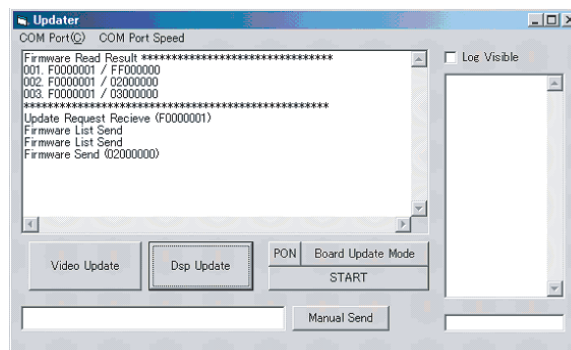 Updater
COM Port(C) COM Port Speed
Firmware Read Result **********************************
001. F0000001 / FF000000
002. F0000001 / 02000000
003. F0000001 / 03000000
******************************************************
Update Request Recieve (F0000001)
Firmware List Send
Firmware List Send
Firmware Send (02000000)
Log Visible
Video Update
Dsp Update
PON
Board Update Mode
START
Manual Send